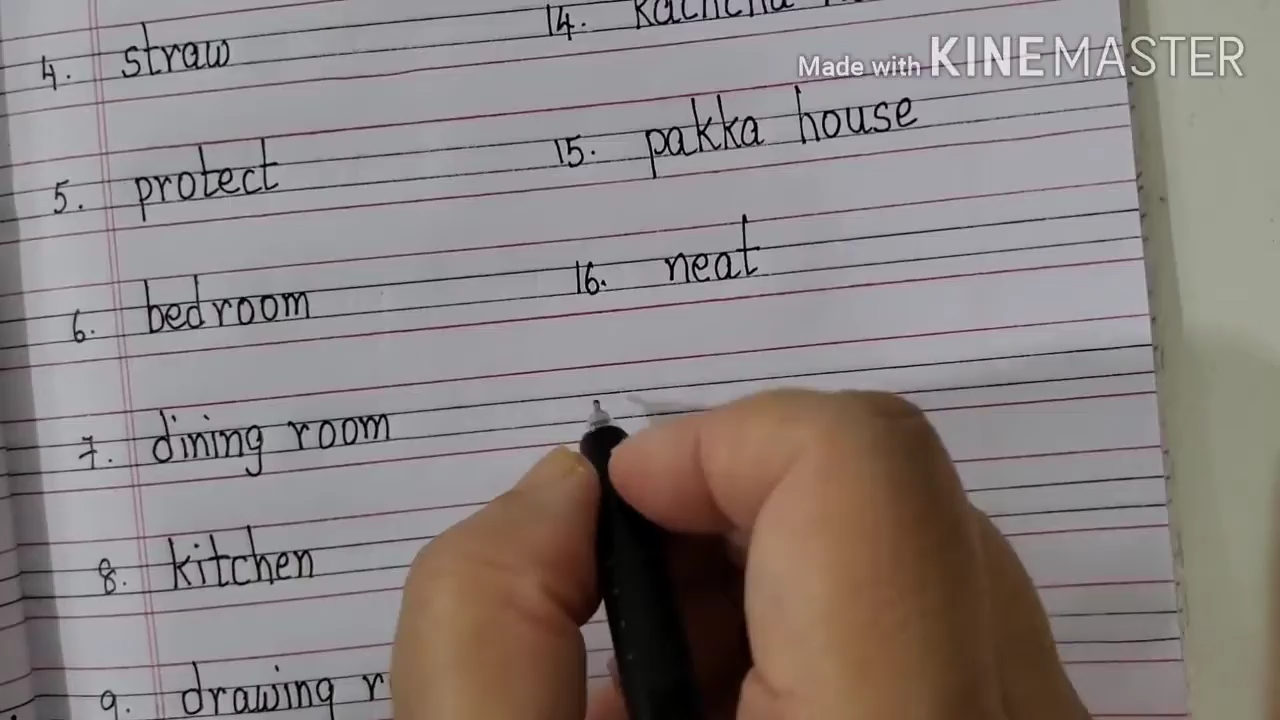 Made with KINEMASTER
4. straw
5. protect
6. bedroom
7. dining room
8. kitchen
9. drawing r
14. kachcha
15. pakka house
16. neat